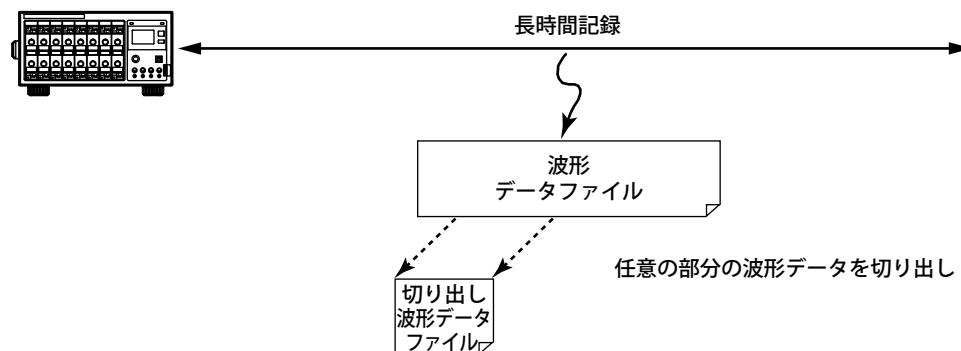 長時間記録
波形
データファイル
任意の部分の波形データを切り出し
切り出し
波形データ
ファイル